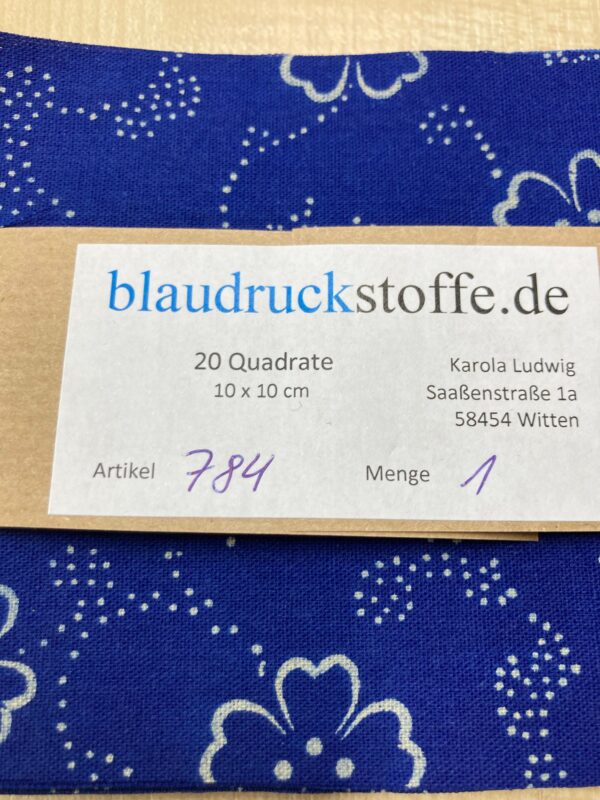 blaudruckstoffe.de
20 Quadrate
10 x 10 cm
Karola Ludwig
Saaßenstraße 1a
58454 Witten
Artikel 784
Menge 1